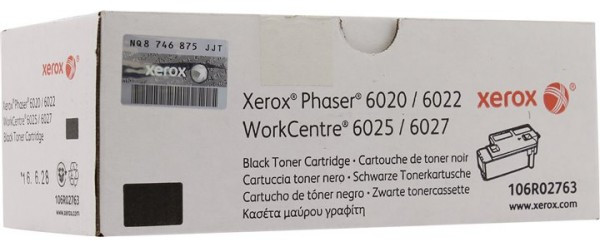 xerox
Phaser® 6020 / 6022
WorkCentre® 6025 / 6027
Black Toner Cartridge
106R02763
www.xerox.com
NQ8 746 875 JJT
xerox
Xerox® Phaser® 6020 / 6022
WorkCentre® 6025 / 6027
xerox
Black Toner Cartridge • Cartouche de toner noir
Cartuccia toner nero • Schwarze Tonerkartusche
Cartucho de tóner negro • Zwarte tonercassette
Κασέτα μαύρου γραφίτη
106R02763
www.xerox.com